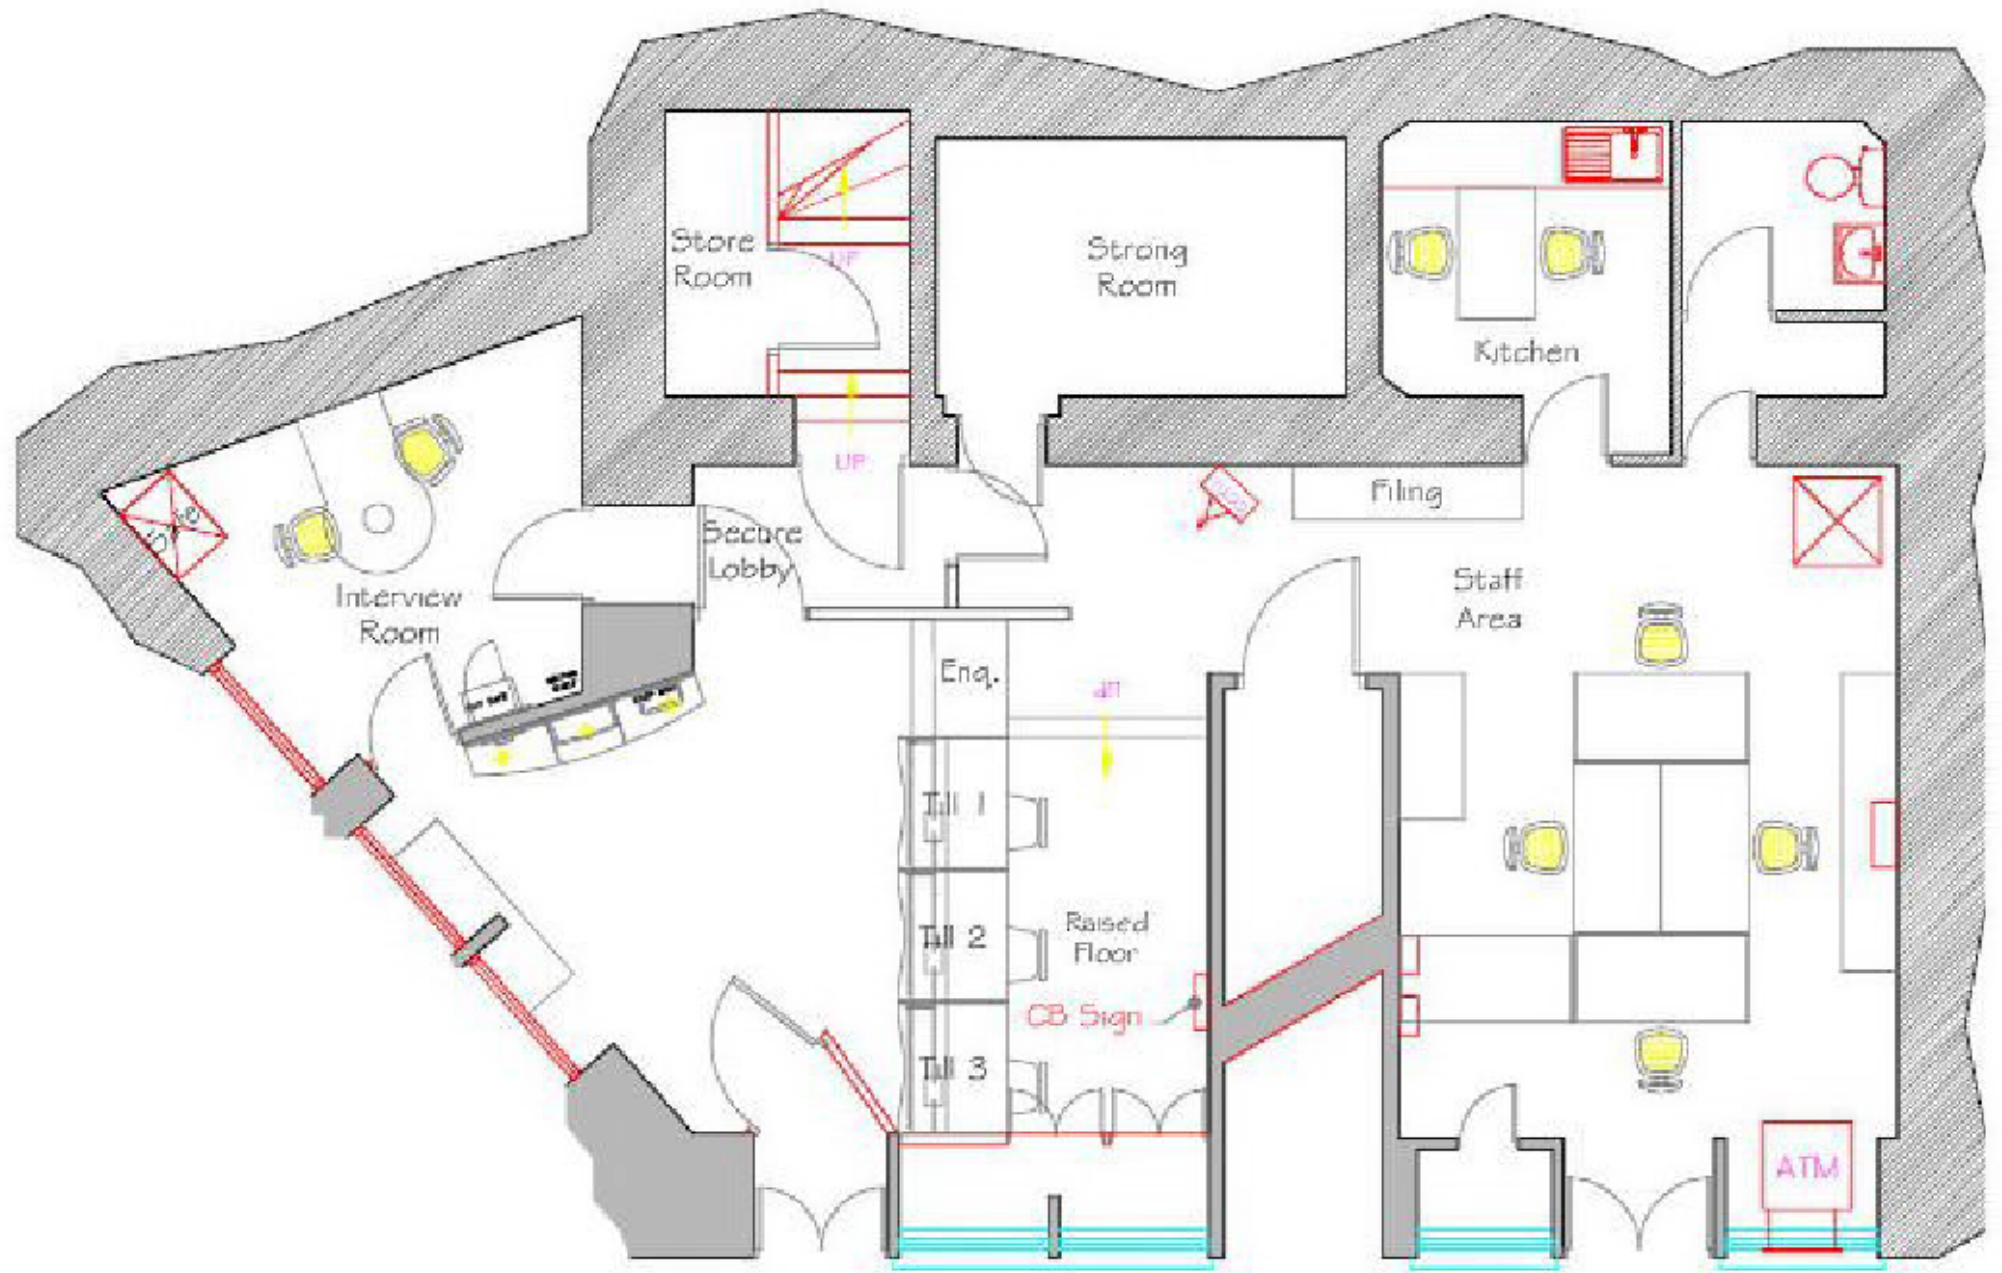 Store
Room
UP
UP
Strong
Room
Kitchen
Filing
Secure
Lobby
Interview
Room
Staff
Area
Enq.
Till 1
Till 2
Till 3
Raised
Floor
CB Sign
ATM